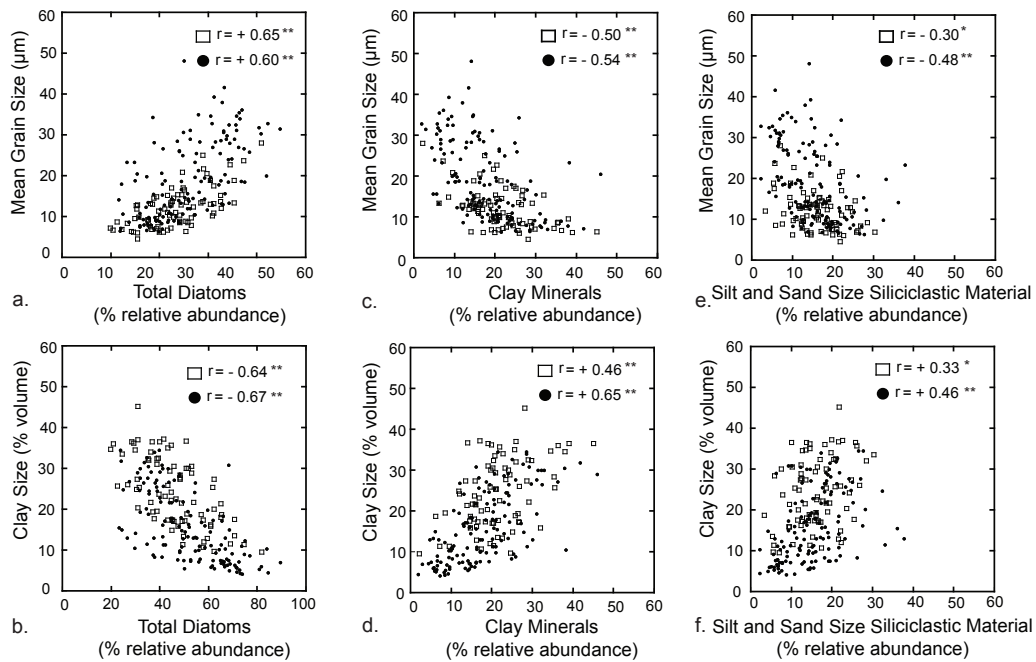 60
50
40
30
20
10
0
Mean Grain Size (µm)
r = + 0.65 **
r = + 0.60 **
0 10 20 30 40 50 60
a.
Total Diatoms
(% relative abundance)
60
50
40
30
20
10
0
Mean Grain Size (µm)
r = - 0.50 **
r = - 0.54 **
0 10 20 30 40 50 60
c.
Clay Minerals
(% relative abundance)
60
50
40
30
20
10
0
Mean Grain Size (µm)
r = - 0.30 *
r = - 0.48 **
0 10 20 30 40 50 60
e.
Silt and Sand Size Siliciclastic Material
(% relative abundance)
60
50
40
30
20
10
0
Clay Size (% volume)
r = - 0.64 **
r = - 0.67 **
0 20 40 60 80 100
b.
Total Diatoms
(% relative abundance)
60
50
40
30
20
10
0
Clay Size (% volume)
r = + 0.46 **
r = + 0.65 **
0 10 20 30 40 50 60
d.
Clay Minerals
(% relative abundance)
60
50
40
30
20
10
0
Clay Size (% volume)
r = + 0.33 *
r = + 0.46 **
0 10 20 30 40 50 60
f.
Silt and Sand Size Siliciclastic Material
(% relative abundance)